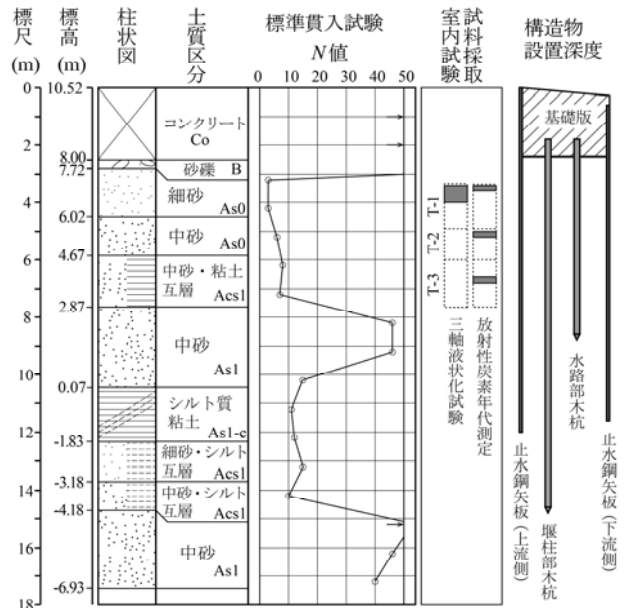 標尺
(m)
標高
(m)
柱状図
土質区分
標準貫入試験
N値
0 10 20 30 40 50
室内試験
試料採取
構造物
設置深度
0
2
4
6
8
10
12
14
16
18
10.52
8.00
7.72
6.02
4.67
2.87
0.07
-1.83
-3.18
-4.18
-6.93
コンクリート
Co
砂礫 B
細砂
As0
中砂
As0
中砂・粘土
互層
Acs1
中砂
As1
シルト質
粘土
As1-c
細砂・シルト
互層
Acs1
中砂・シルト
互層
Acs1
中砂
As1
T-1
T-2
T-3
三軸液状化試験
放射性炭素年代測定
基礎版
止水鋼矢板(上流側)
堰柱部木杭
水路部木杭
止水鋼矢板(下流側)